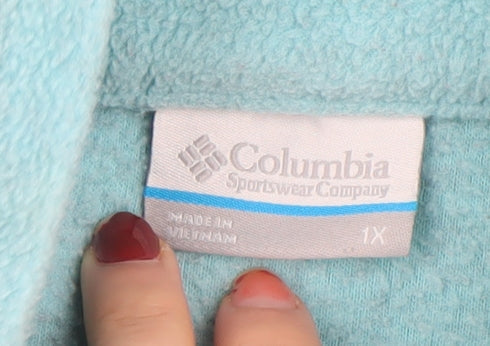 Columbia
Sportswear Company
MADE IN
VIETNAM
1X